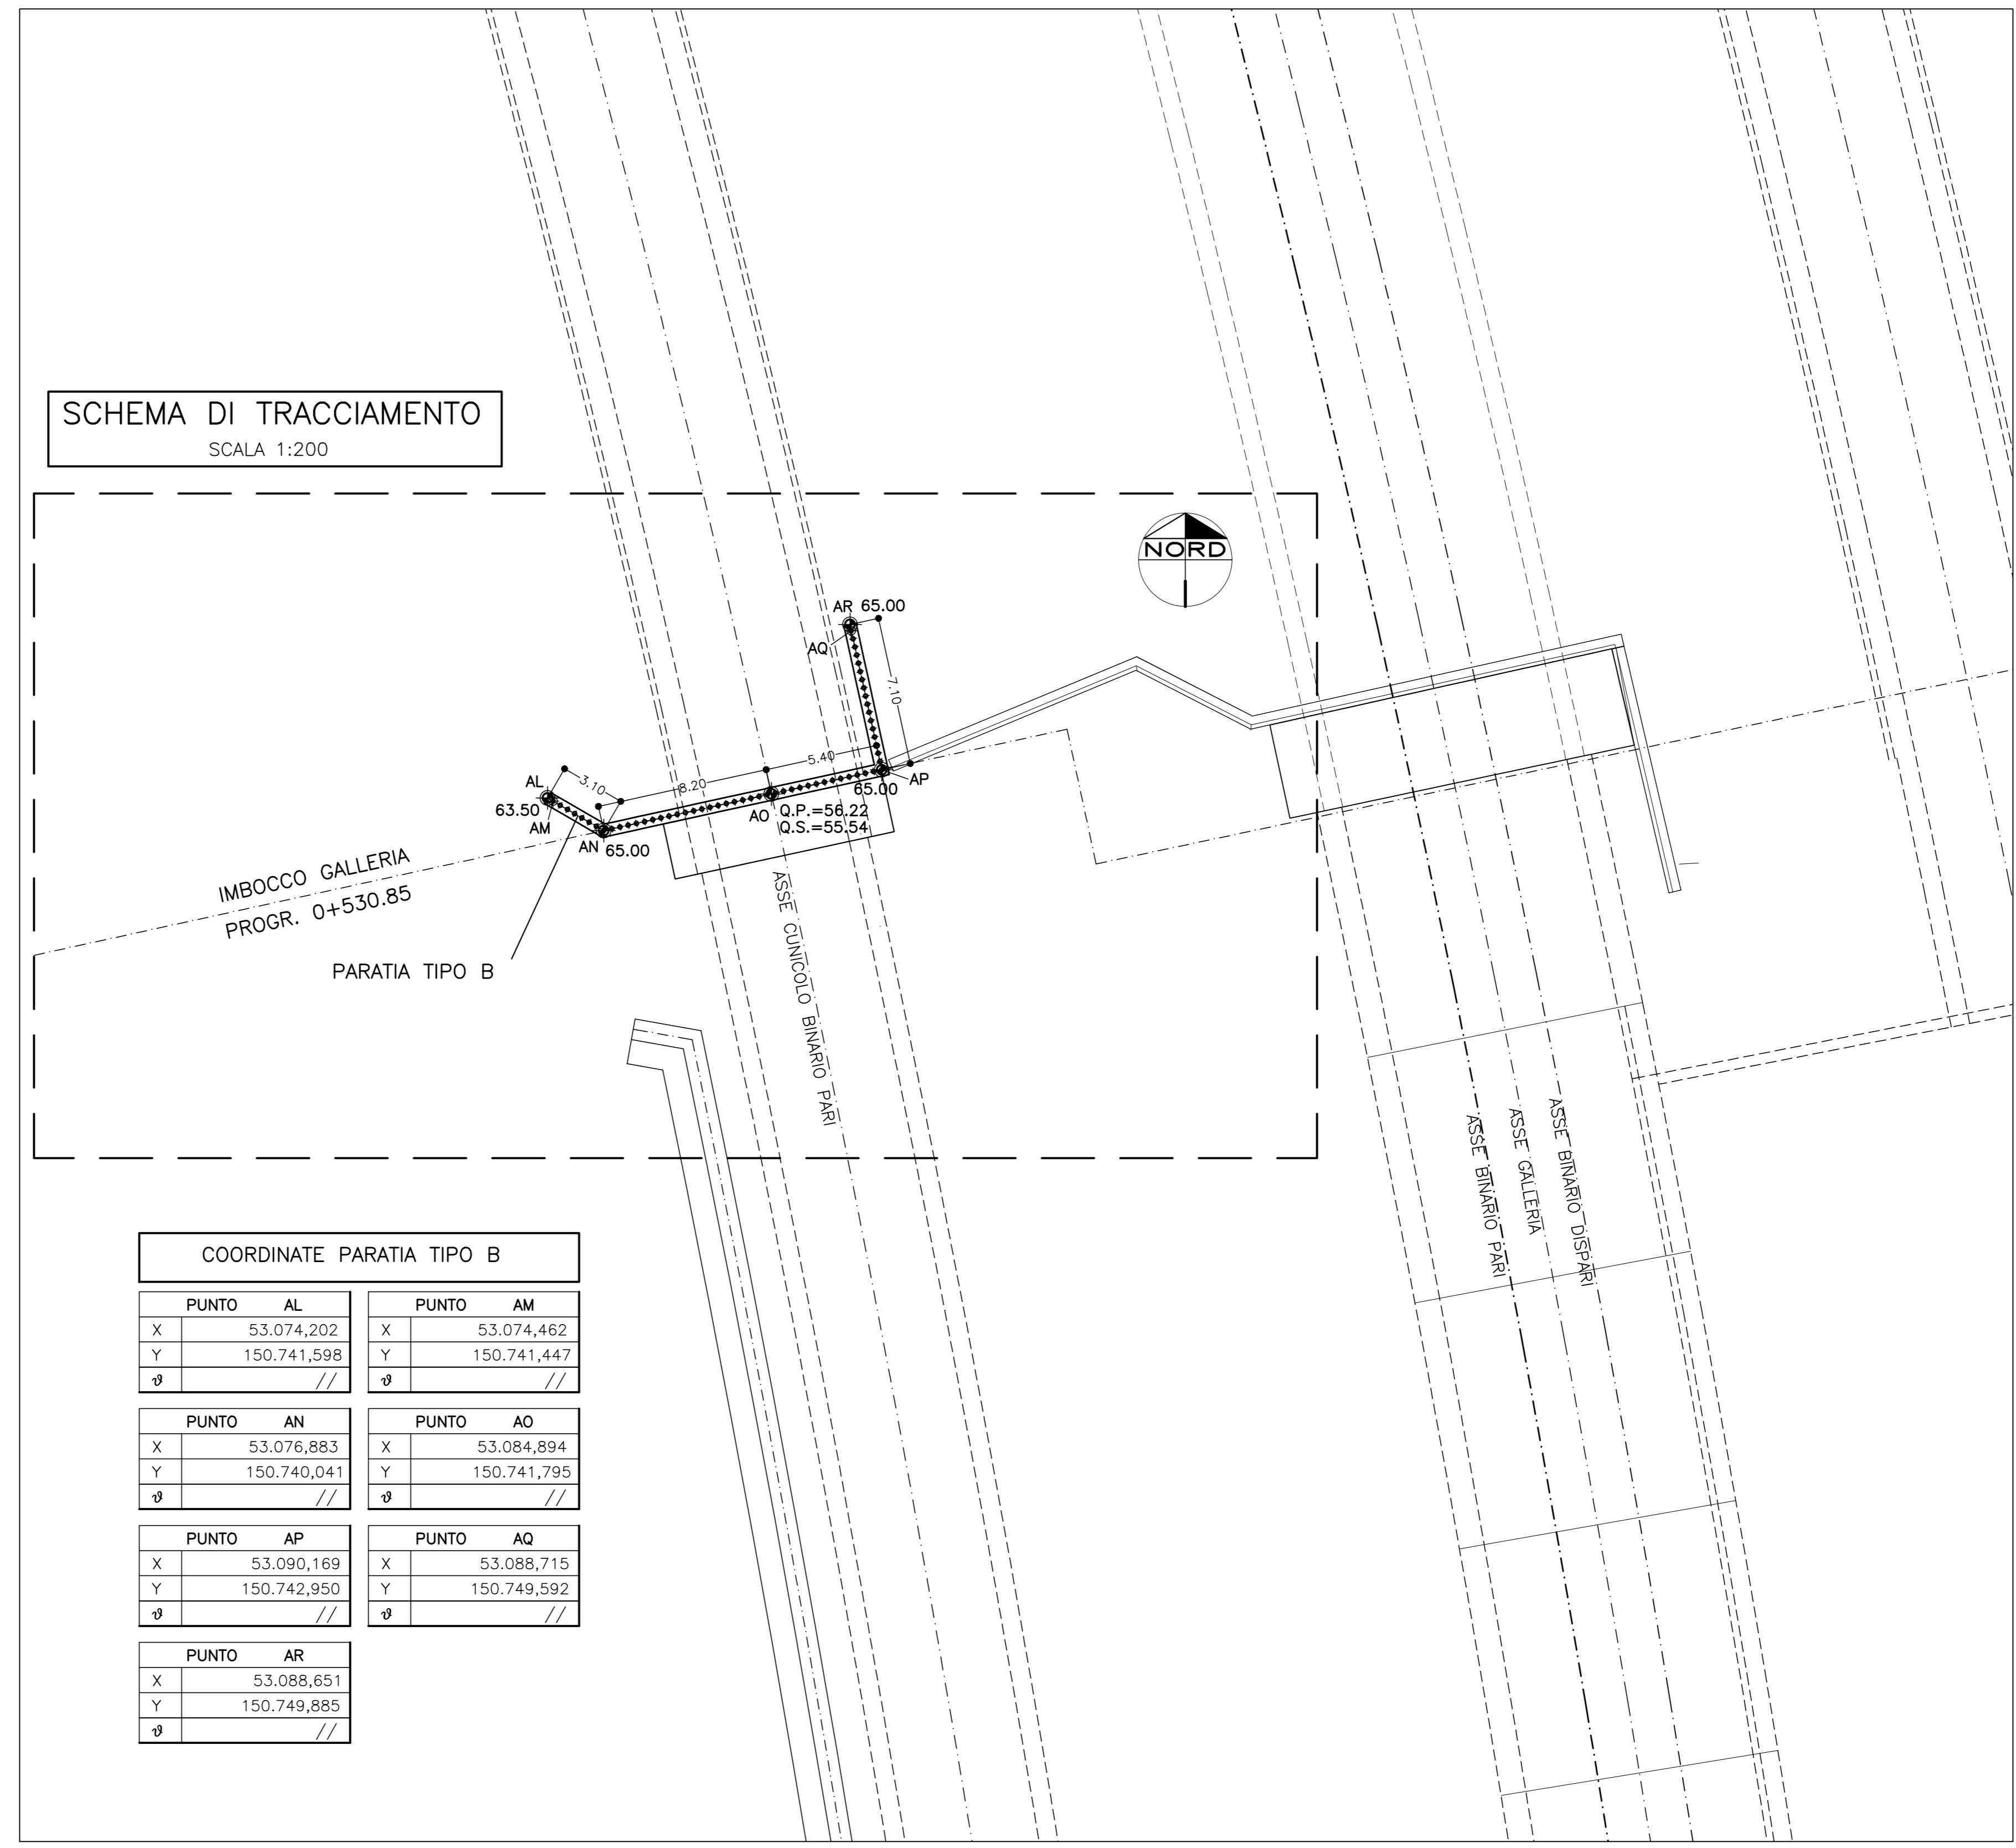 SCHEMA DI TRACCIAMENTO
SCALA 1:200
NORD
AR 65.00
AQ
7.10
5.40
8.20
3.10
AL
63.50
AM
AN 65.00
AO
Q.P.=56.22
Q.S.=55.54
65.00
AP
IMBOCCO GALLERIA
PROGR. 0+530.85
PARATIA TIPO B
ASSE CUNICOLO BINARIO PARI
ASSE BINARIO PARI
ASSE GALLERIA
ASSE BINARIO DISPARI
COORDINATE PARATIA TIPO B
PUNTO AL
X 53.074,202
Y 150.741,598
ϑ //
PUNTO AM
X 53.074,462
Y 150.741,447
ϑ //
PUNTO AN
X 53.076,883
Y 150.740,041
ϑ //
PUNTO AO
X 53.084,894
Y 150.741,795
ϑ //
PUNTO AP
X 53.090,169
Y 150.742,950
ϑ //
PUNTO AQ
X 53.088,715
Y 150.749,592
ϑ //
PUNTO AR
X 53.088,651
Y 150.749,885
ϑ //